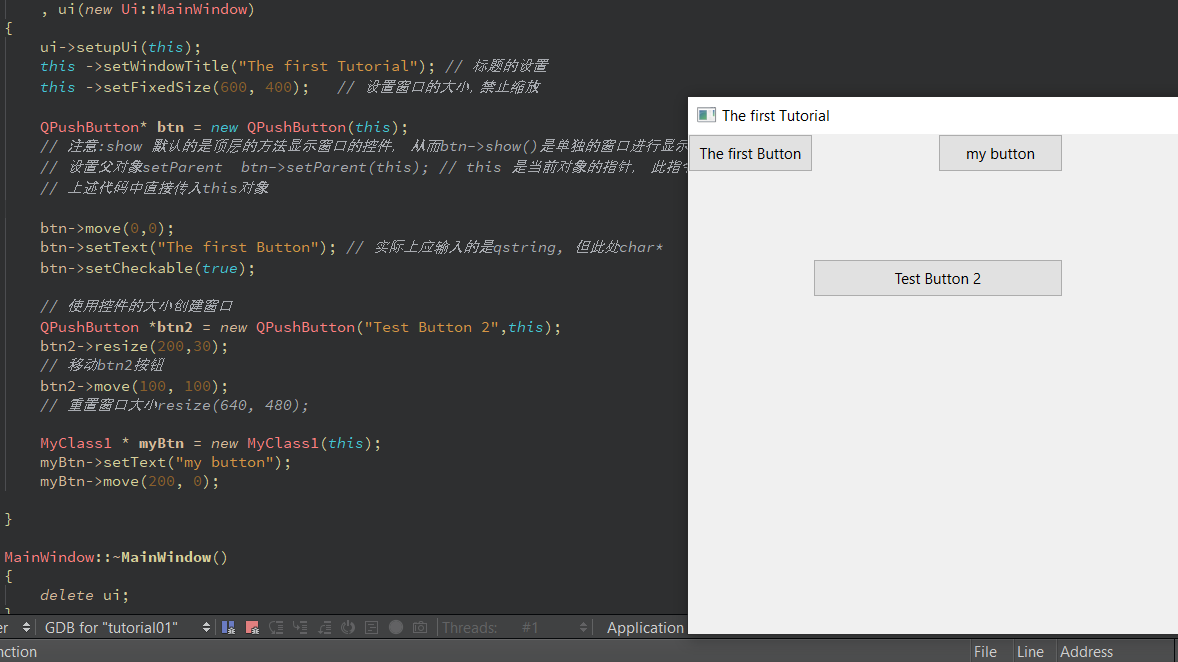 , ui(new Ui::MainWindow)
{
ui->setupUi(this);
this ->setWindowTitle("The first Tutorial"); // 标题的设置
this ->setFixedSize(600, 400); // 设置窗口的大小，禁止缩放
QPushButton* btn = new QPushButton(this);
// 注意:show 默认的是顶层的方法显示窗口的控件， 从而btn->show()是单独的窗口进行显示
// 设置父对象setParent btn->setParent(this); // this 是当前对象的指针， 此指
// 上述代码中直接传入this对象
btn->move(0,0);
btn->setText("The first Button"); // 实际上应输入的是qstring, 但此处char*
btn->setCheckable(true);
// 使用控件的大小创建窗口
QPushButton *btn2 = new QPushButton("Test Button 2",this);
btn2->resize(200,30);
// 移动btn2按钮
btn2->move(100, 100);
// 重置窗口大小resize(640, 480);
MyClass1 * myBtn = new MyClass1(this);
myBtn->setText("my button");
myBtn->move(200, 0);
}
MainWindow::~MainWindow()
{
delete ui;
}
The first Tutorial
The first Button
my button
Test Button 2
er GDB for "tutorial01" Threads: #1 Application
nction File Line Address